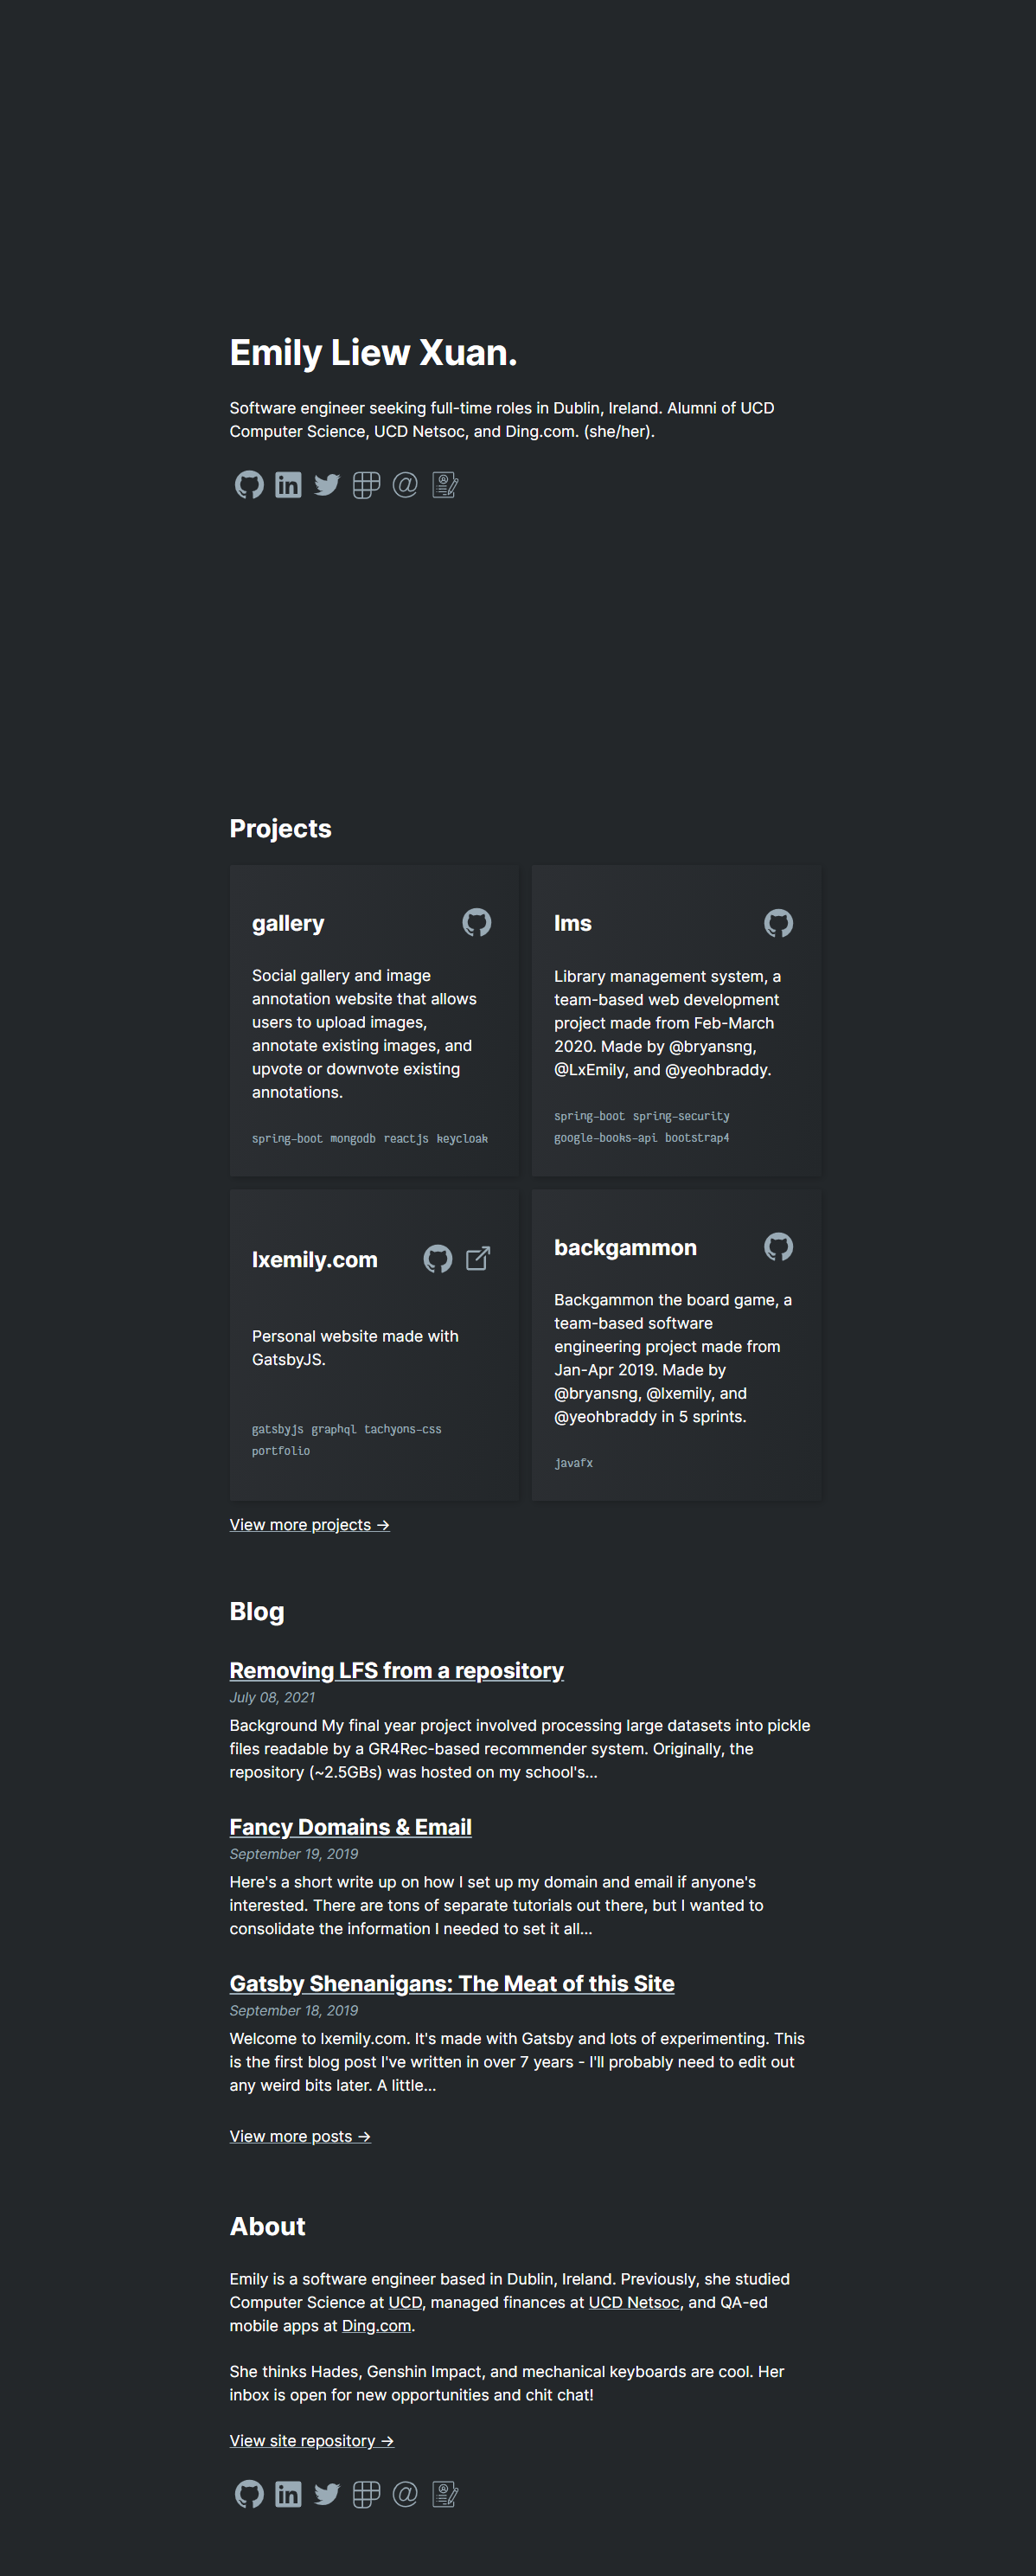 Emily Liew Xuan.
Software engineer seeking full-time roles in Dublin, Ireland. Alumni of UCD
Computer Science, UCD Netsoc, and Ding.com. (she/her).
Projects
gallery
Social gallery and image
annotation website that allows
users to upload images,
annotate existing images, and
upvote or downvote existing
annotations.
spring-boot mongodb reactjs keycloak
lms
Library management system, a
team-based web development
project made from Feb-March
2020. Made by @bryansng,
@LxEmily, and @yeohbraddy.
spring-boot spring-security
google-books-api bootstrap4
lxemily.com
Personal website made with
GatsbyJS.
gatsbyjs graphql tachyons-css
portfolio
backgammon
Backgammon the board game, a
team-based software
engineering project made from
Jan-Apr 2019. Made by
@bryansng, @lxemily, and
@yeohbraddy in 5 sprints.
javafx
View more projects →
Blog
Removing LFS from a repository
July 08, 2021
Background My final year project involved processing large datasets into pickle
files readable by a GR4Rec-based recommender system. Originally, the
repository (~2.5GBs) was hosted on my school's...
Fancy Domains & Email
September 19, 2019
Here's a short write up on how I set up my domain and email if anyone's
interested. There are tons of separate tutorials out there, but I wanted to
consolidate the information I needed to set it all...
Gatsby Shenanigans: The Meat of this Site
September 18, 2019
Welcome to lxemily.com. It's made with Gatsby and lots of experimenting. This
is the first blog post I've written in over 7 years - I'll probably need to edit out
any weird bits later. A little...
View more posts →
About
Emily is a software engineer based in Dublin, Ireland. Previously, she studied
Computer Science at UCD, managed finances at UCD Netsoc, and QA-ed
mobile apps at Ding.com.
She thinks Hades, Genshin Impact, and mechanical keyboards are cool. Her
inbox is open for new opportunities and chit chat!
View site repository →